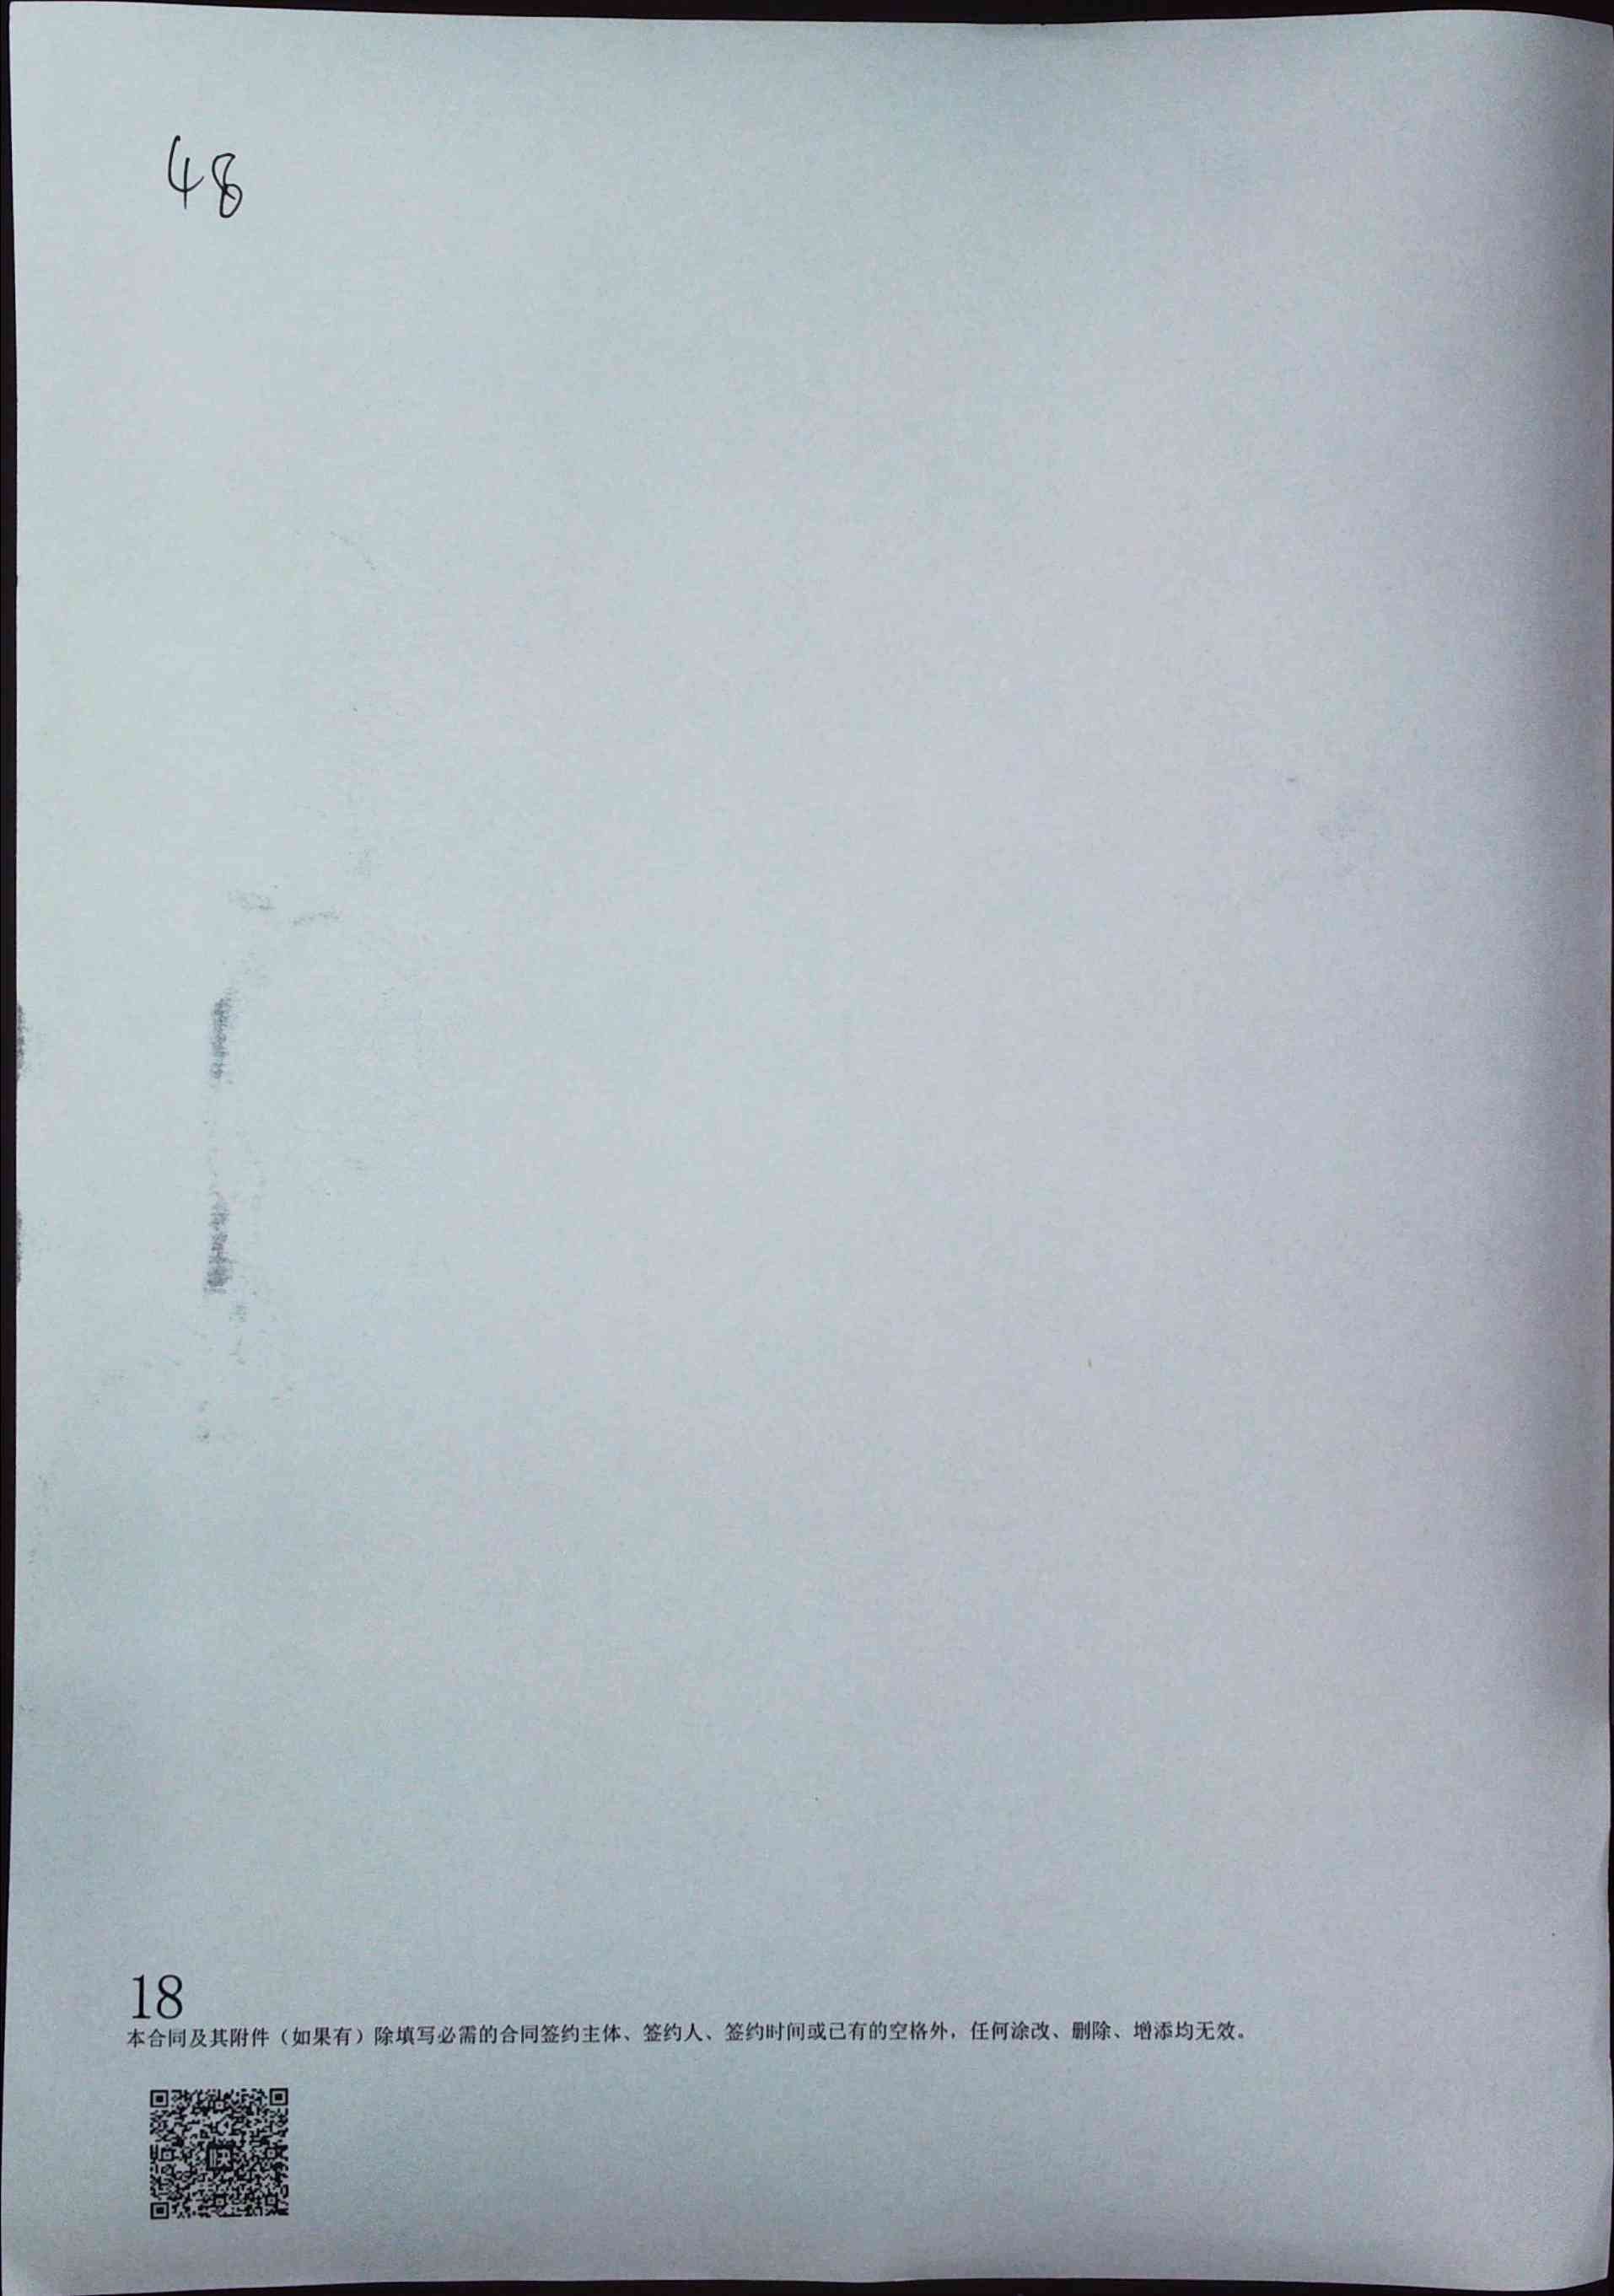 48
18
本合同及其附件（如果有）除填写必需的合同签约主体、签约人、签约时间或已有的空格外，任何涂改、删除、增添均无效。
快